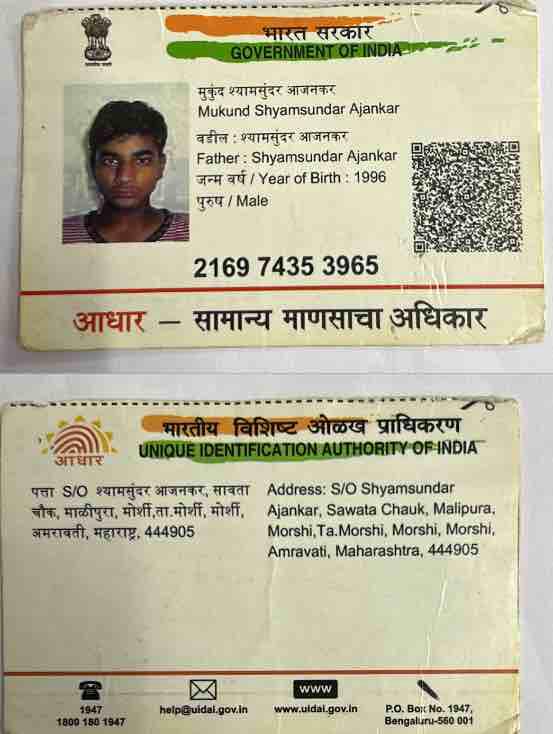 भारत सरकार
GOVERNMENT OF INDIA
मुकुंद श्यामसुंदर आजनकर
Mukund Shyamsundar Ajankar
वडील : श्यामसुंदर आजनकर
Father : Shyamsundar Ajankar
जन्म वर्ष / Year of Birth : 1996
पुरुष / Male
2169 7435 3965
आधार – सामान्य माणसाचा अधिकार
भारतीय विशिष्ट ओळख प्राधिकरण
UNIQUE IDENTIFICATION AUTHORITY OF INDIA
आधार
पत्ता S/O श्यामसुंदर आजनकर, सावता
चौक, माळीपुरा, मोर्शी,ता.मोर्शी, मोर्शी,
अमरावती, महाराष्ट्र, 444905
Address: S/O Shyamsundar
Ajankar, Sawata Chauk, Malipura,
Morshi,Ta.Morshi, Morshi, Morshi,
Amravati, Maharashtra, 444905
1947
1800 180 1947
help@uidai.gov.in
WWW
www.uidai.gov.in
P.O. Box No. 1947,
Bengaluru-560 001